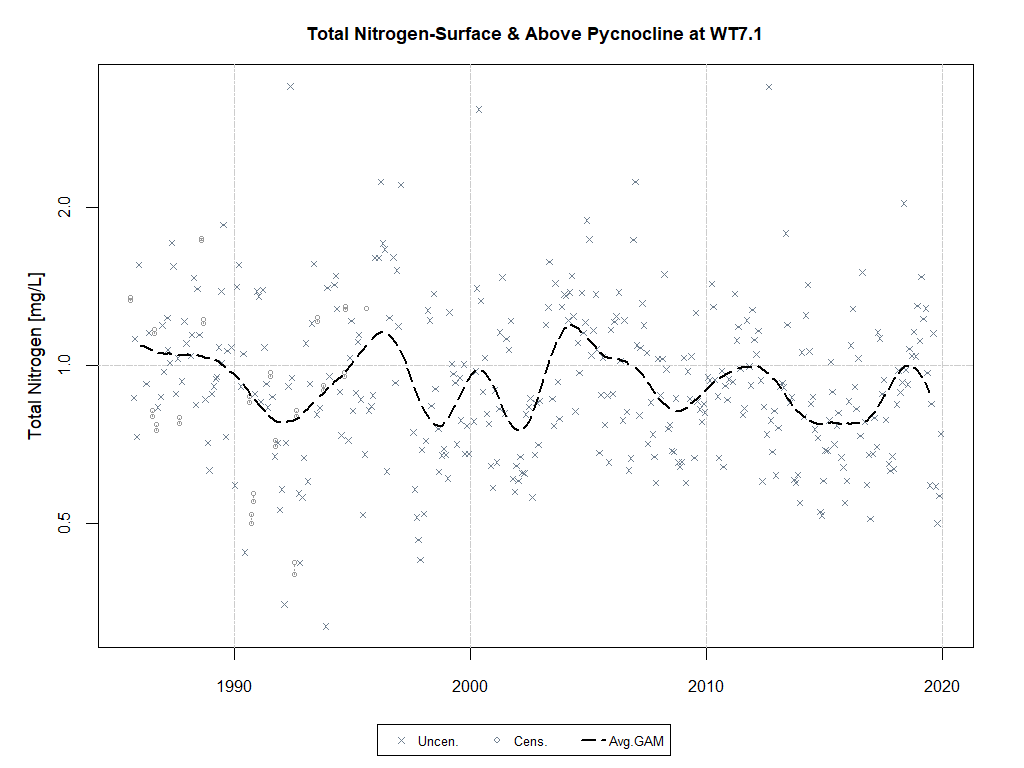 Total Nitrogen-Surface & Above Pycnocline at WT7.1
Total Nitrogen [mg/L]
2.0
1.0
0.5
1990 2000 2010 2020
Uncen. Cens. Avg.GAM